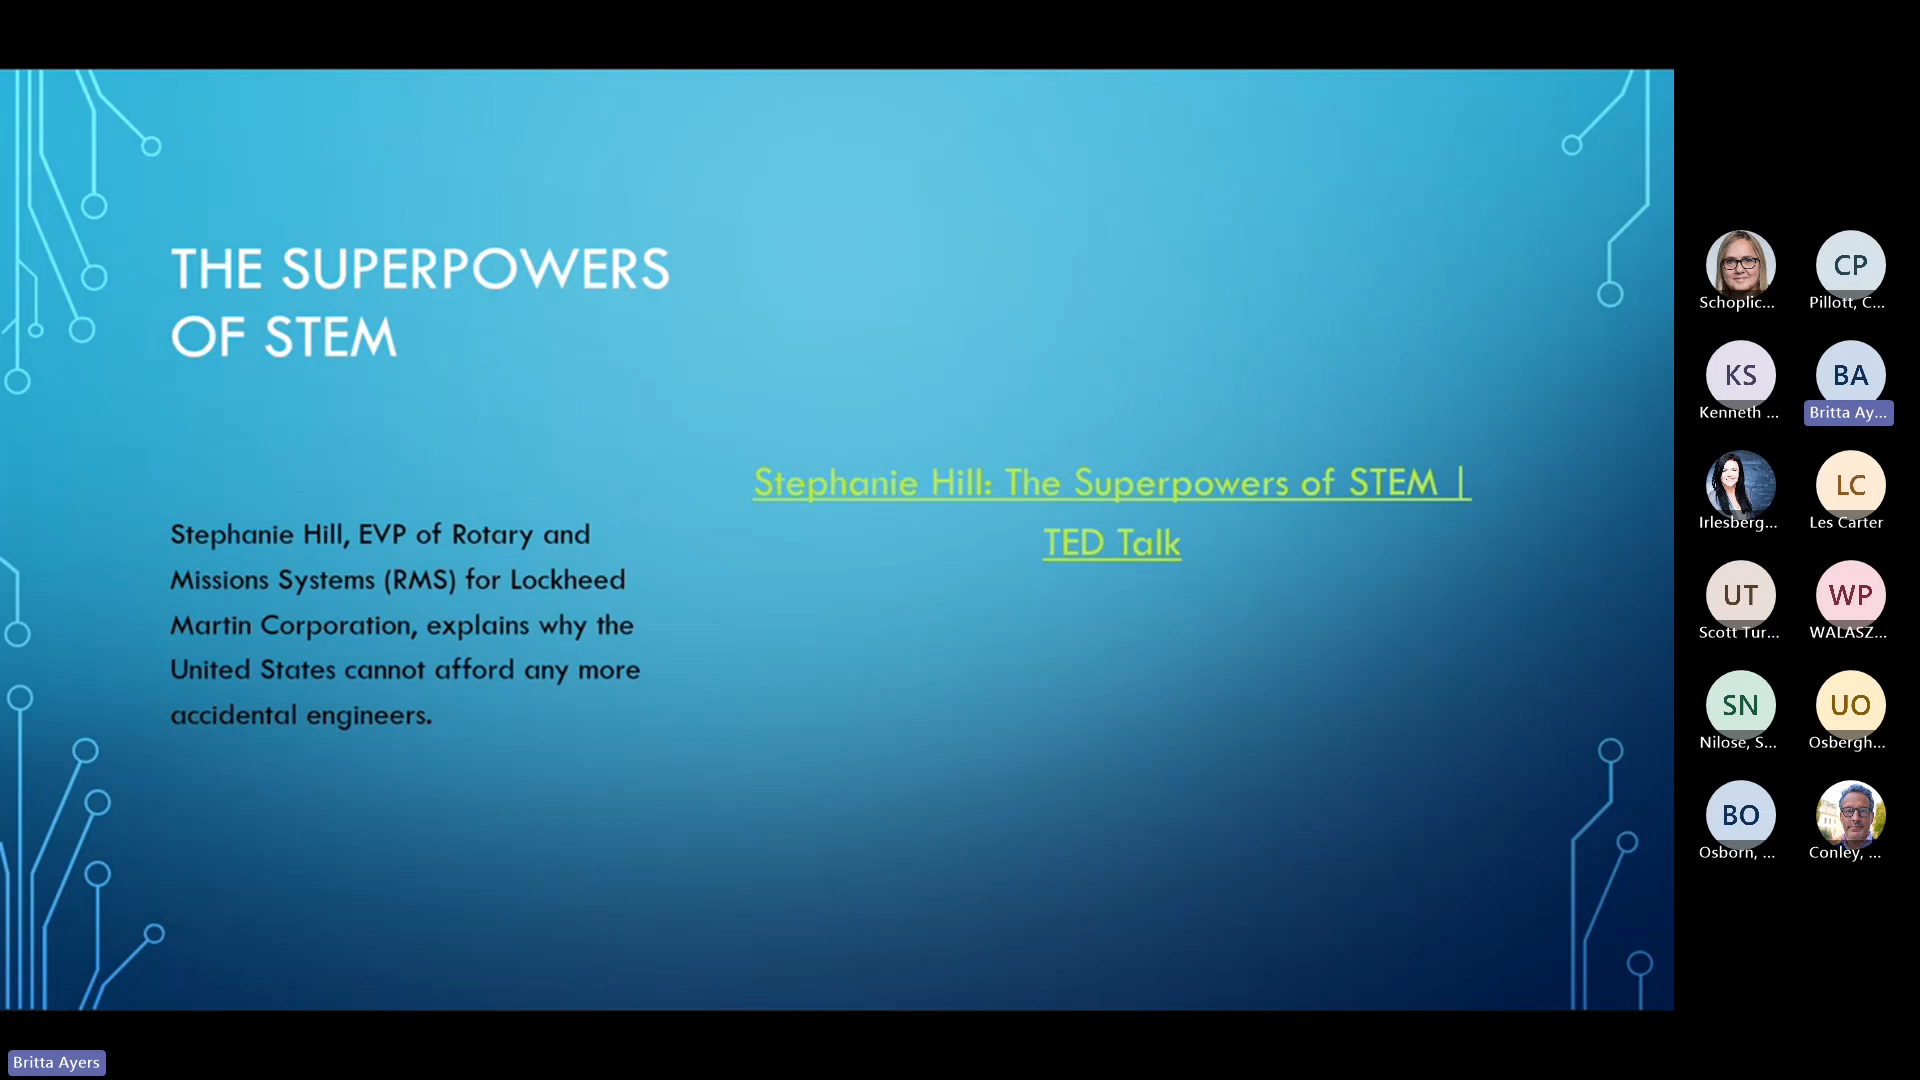 THE SUPERPOWERS
OF STEM
Stephanie Hill, EVP of Rotary and
Missions Systems (RMS) for Lockheed
Martin Corporation, explains why the
United States cannot afford any more
accidental engineers.
Stephanie Hill: The Superpowers of STEM |
TED Talk
Schoplic...
CP
Pillott, C...
KS
Kenneth ...
BA
Britta Ay...
Irlesberg...
LC
Les Carter
UT
Scott Tur...
WP
WALASZ...
SN
Nilose, S...
UO
Osbergh...
BO
Osborn, ...
Conley, ...
Britta Ayers